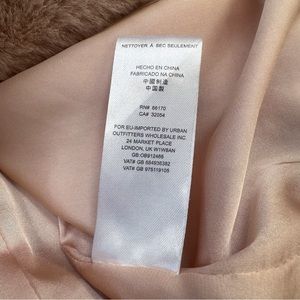 NETTOYER À SEC SEULEMENT
HECHO EN CHINA
FABRICADO NA CHINA
中國制造
中国製
RN# 66170
CA# 32054
FOR EU-IMPORTED BY URBAN
OUTFITTERS WHOLESALE INC.
24 MARKET PLACE
LONDON, UK W1W8AN
GB:OB912466
VAT# GB 684938382
VAT# GB 975119105